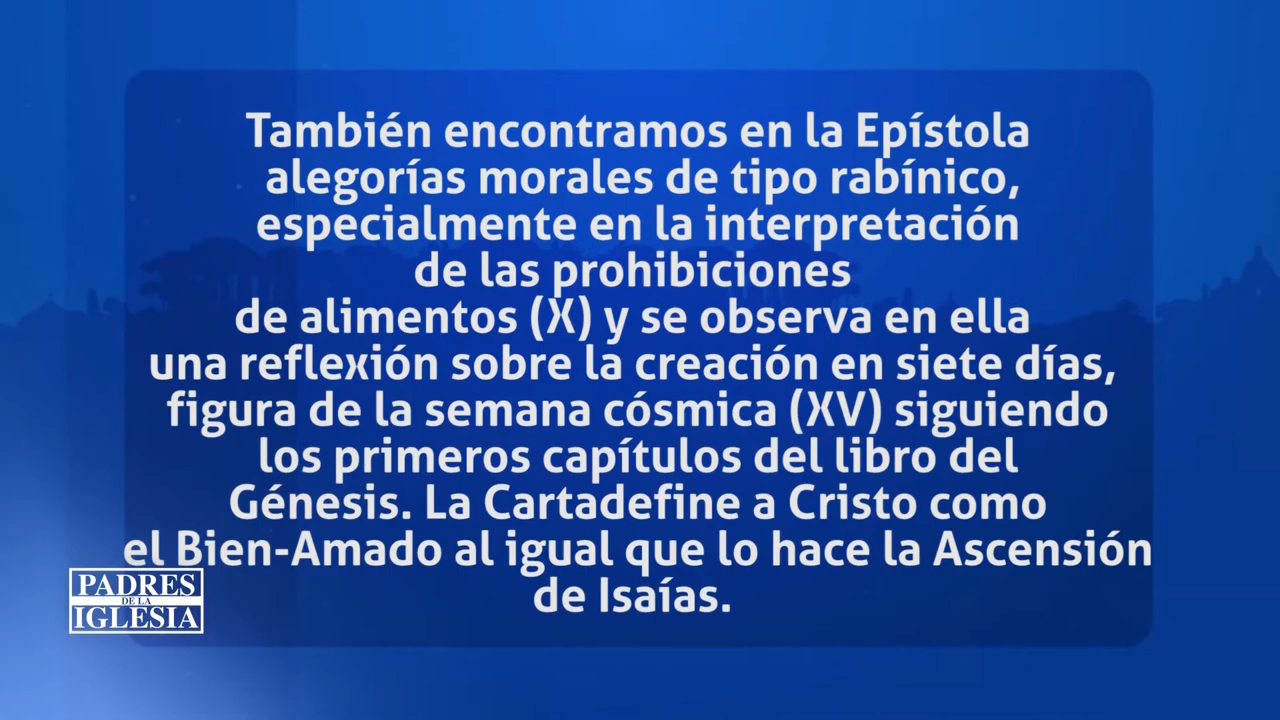 También encontramos en la Epístola
alegorías morales de tipo rabínico,
especialmente en la interpretación
de las prohibiciones
de alimentos (X) y se observa en ella
una reflexión sobre la creación en siete días,
figura de la semana cósmica (XV) siguiendo
los primeros capítulos del libro del
Génesis. La Cartadefine a Cristo como
el Bien-Amado al igual que lo hace la Ascensión
de Isaías.
PADRES
DE LA
IGLESIA